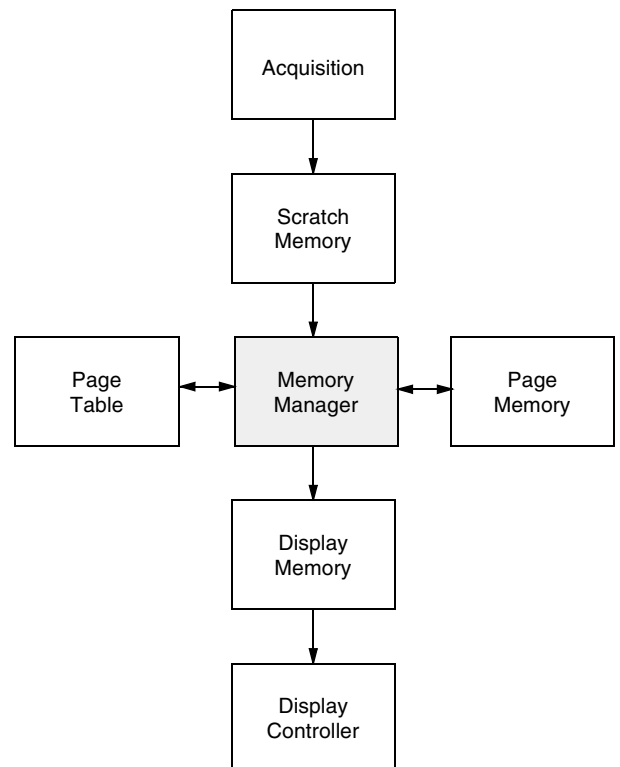 Acquisition
Scratch
Memory
Page
Table
Memory
Manager
Page
Memory
Display
Memory
Display
Controller